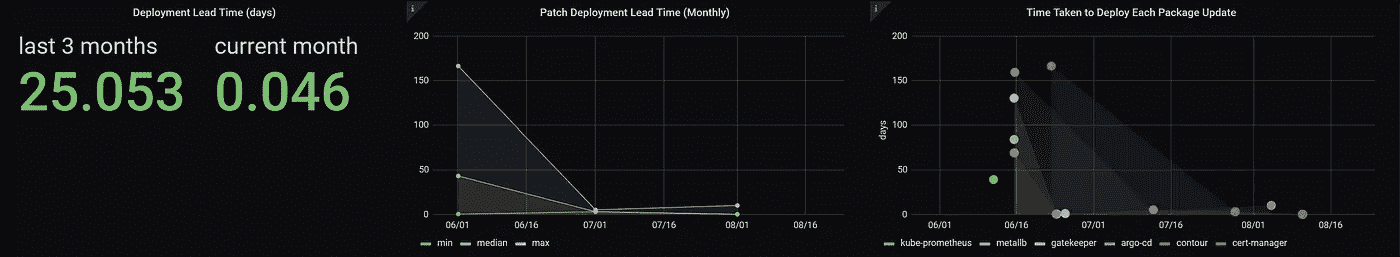 Deployment Lead Time (days)
last 3 months current month
25.053 0.046
i
Patch Deployment Lead Time (Monthly)
200
150
100
50
0
06/01 06/16 07/01 07/16 08/01 08/16
min median max
i
Time Taken to Deploy Each Package Update
days
200
150
100
50
0
06/01 06/16 07/01 07/16 08/01 08/16
kube-prometheus metallb gatekeeper argo-cd contour cert-manager